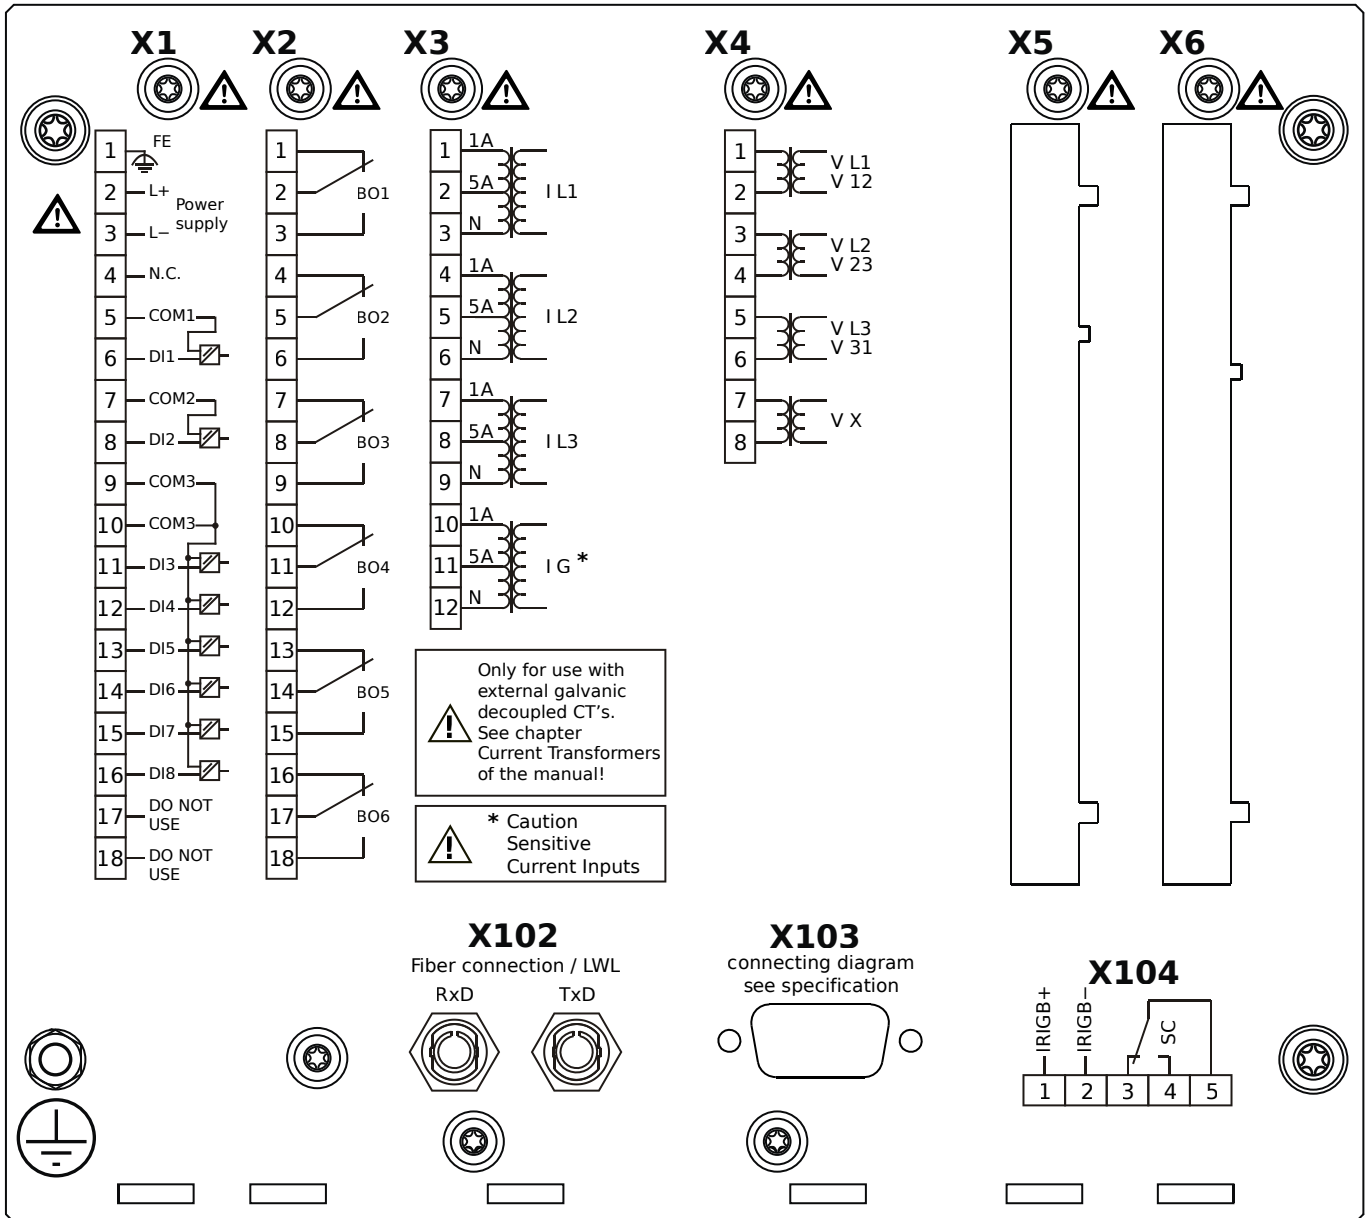 X1 X2 X3 X4 X5 X6
1 FE
2 L+
Power
supply
3 L−
4 N.C.
5 COM1
6 DI1
7 COM2
8 DI2
9 COM3
10 COM3
11 DI3
12 DI4
13 DI5
14 DI6
15 DI7
16 DI8
17 DO NOT
USE
18 DO NOT
USE
1
2 BO1
3
4
5 BO2
6
7
8 BO3
9
10
11 BO4
12
13
14 BO5
15
16
17 BO6
18
1 1A
2 5A I L1
3 N
4 1A
5 5A I L2
6 N
7 1A
8 5A I L3
9 N
10 1A
11 5A I G *
12 N
Only for use with
external galvanic
decoupled CT's.
See chapter
Current Transformers
of the manual!
* Caution
Sensitive
Current Inputs
1 V L1
2 V 12
3 V L2
4 V 23
5 V L3
6 V 31
7 V X
8
X102
Fiber connection / LWL
RxD TxD
X103
connecting diagram
see specification
X104
IRIGB+
IRIGB−
SC
1 2 3 4 5